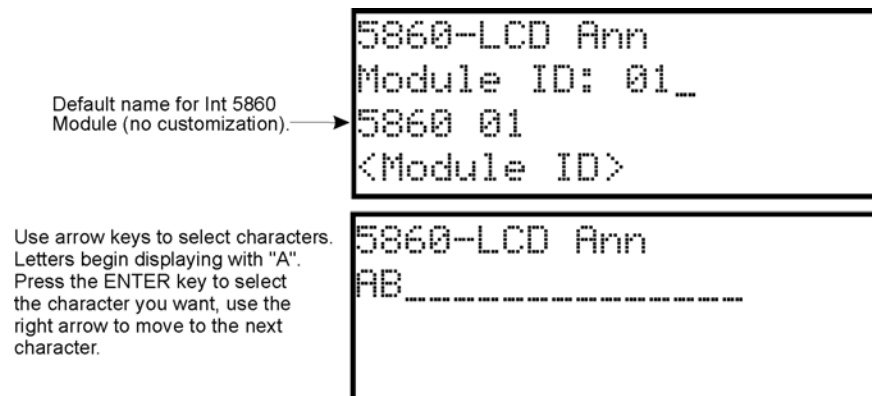 5860-LCD Ann
Module ID: 01_
Default name for Int 5860
Module (no customization).
5860 01
<Module ID>
Use arrow keys to select characters.
Letters begin displaying with "A".
Press the ENTER key to select
the character you want, use the
right arrow to move to the next
character.
5860-LCD Ann
AB______________